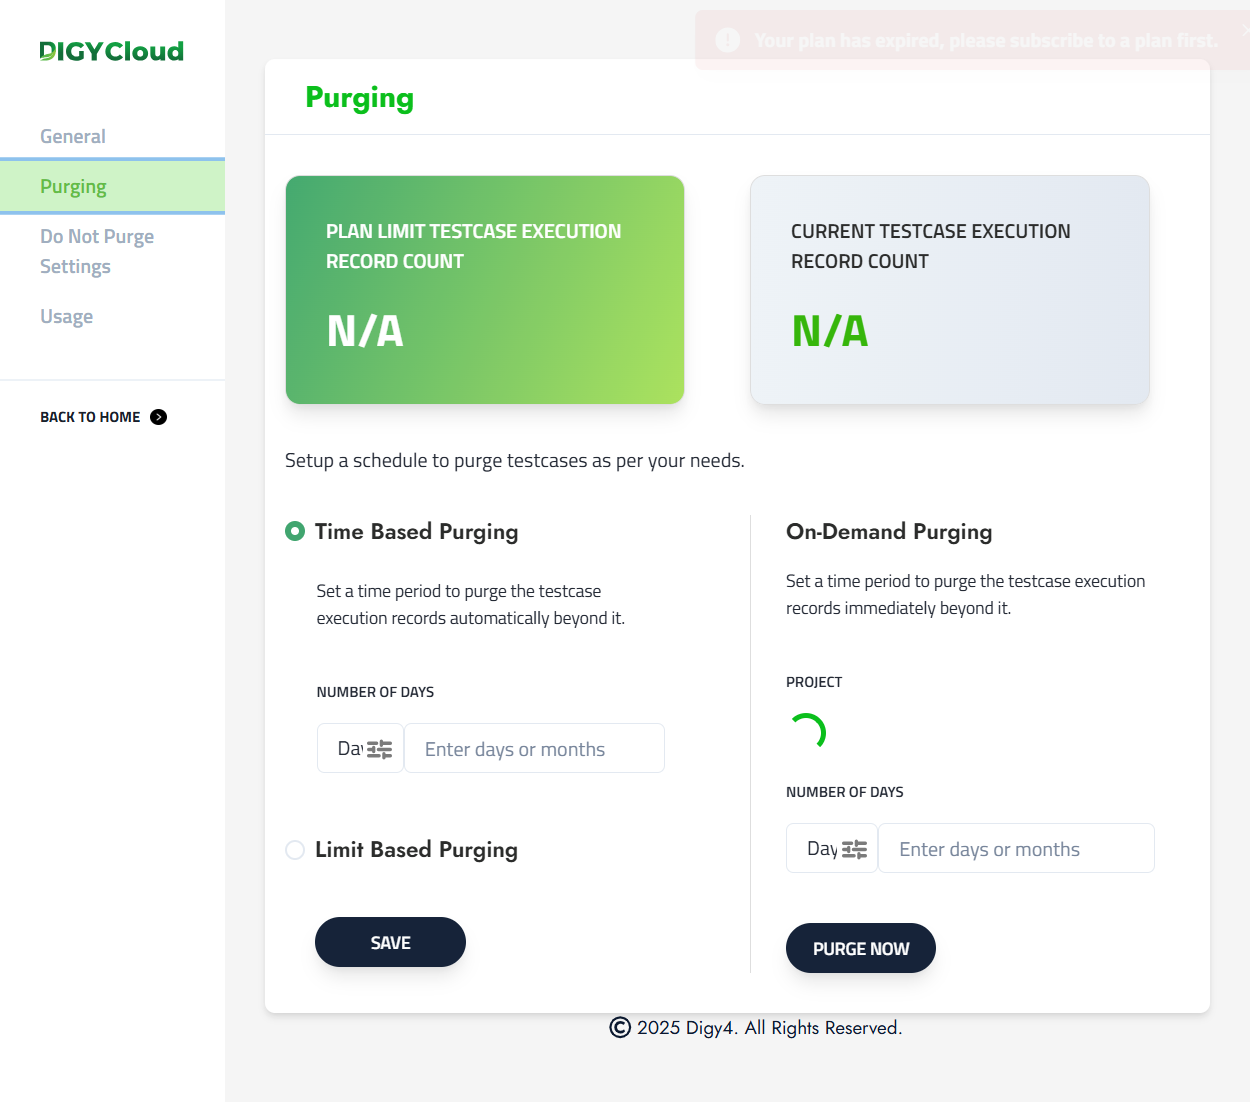 DIGYCloud
General
Purging
Do Not Purge
Settings
Usage
BACK TO HOME
Your plan has expired, please subscribe to a plan first.
Purging
PLAN LIMIT TESTCASE EXECUTION
RECORD COUNT
N/A
CURRENT TESTCASE EXECUTION
RECORD COUNT
N/A
Setup a schedule to purge testcases as per your needs.
Time Based Purging
Set a time period to purge the testcase
execution records automatically beyond it.
NUMBER OF DAYS
Day
Enter days or months
Limit Based Purging
SAVE
On-Demand Purging
Set a time period to purge the testcase execution
records immediately beyond it.
PROJECT
NUMBER OF DAYS
Day
Enter days or months
PURGE NOW
© 2025 Digy4. All Rights Reserved.